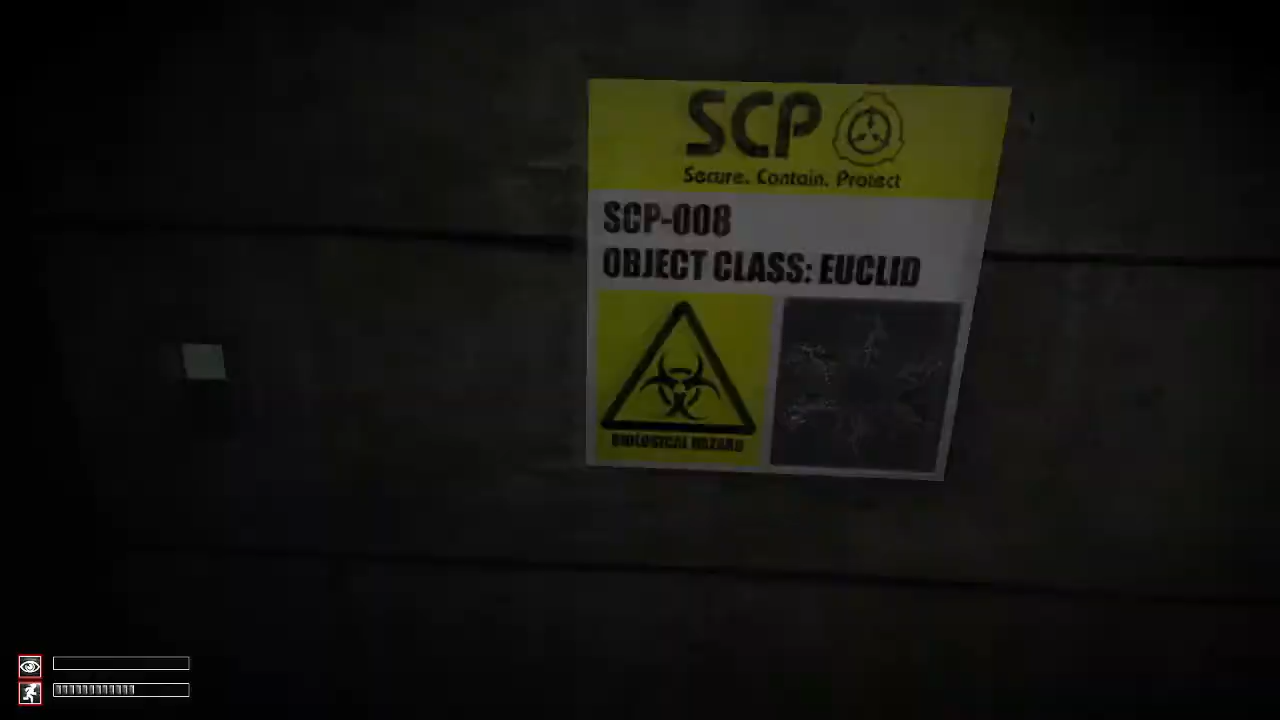 SCP
Secure. Contain. Protect
SCP-008
OBJECT CLASS: EUCLID
BIOLOGICAL HAZARD